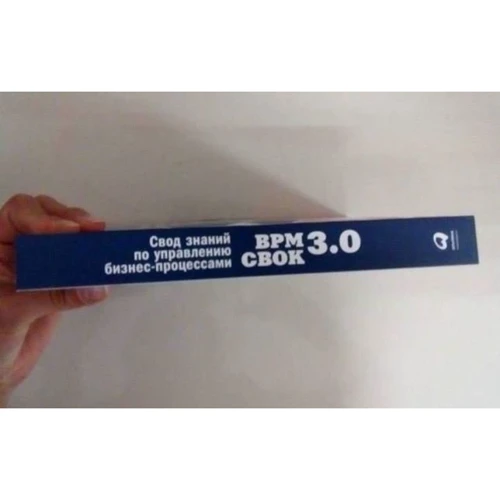 Свод знаний
по управлению
бизнес-процессами
BPM
CBOK
3.0